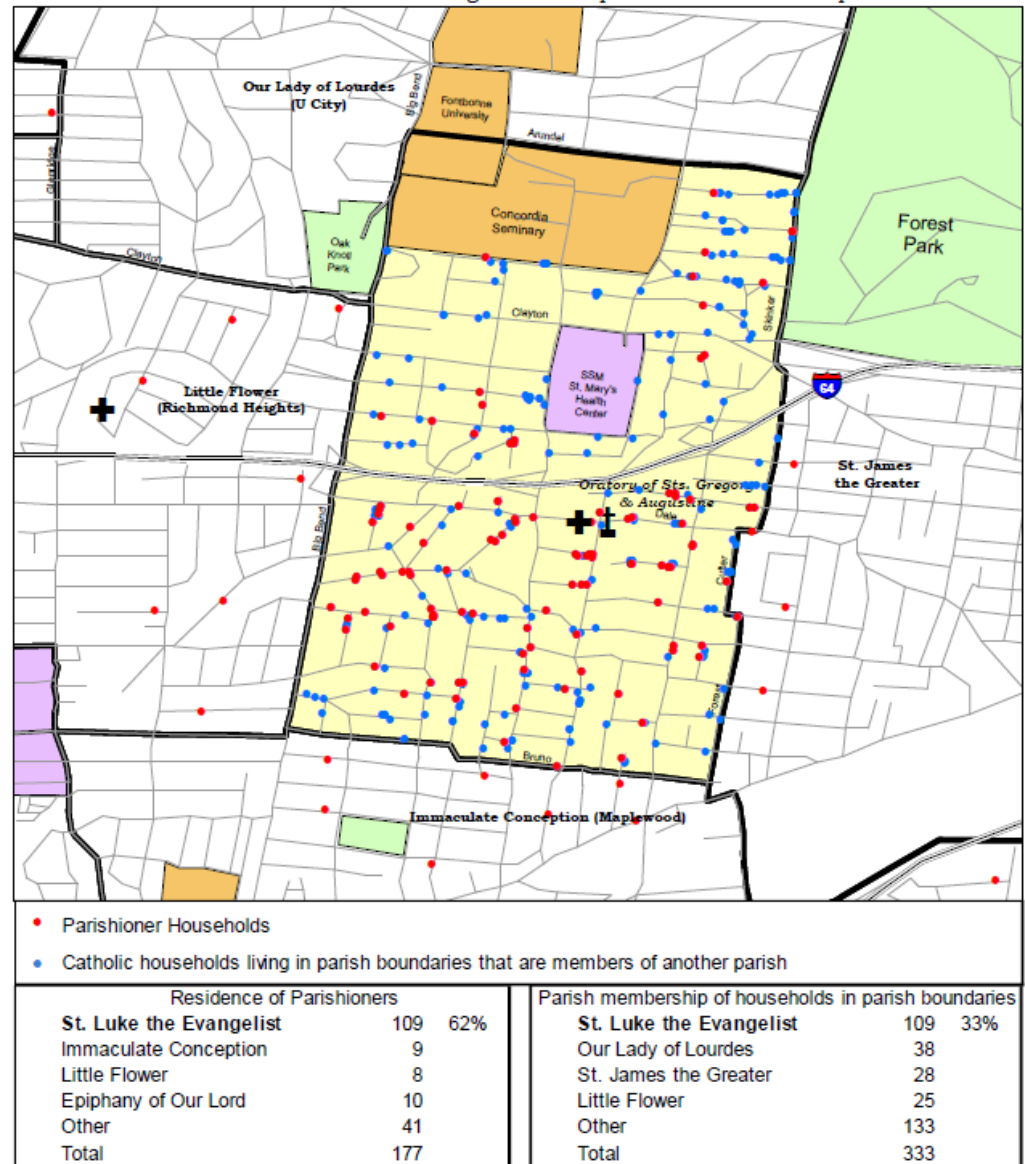 Our Lady of Lourdes
(U City)
Big Bend
Fontbonne
University
Arundel
Glenridge
Concordia
Seminary
Forest
Park
Oak
Knoll
Park
Clayton
Clayton
Skinker
SSM
St. Mary's
Health
Center
64
Little Flower
(Richmond Heights)
St. James
the Greater
Oratory of Sts. Gregory
& Augustine
Dale
Big Bend
Forest
Bruno
Immaculate Conception (Maplewood)
Parishioner Households
Catholic households living in parish boundaries that are members of another parish
Residence of Parishioners
St. Luke the Evangelist 109 62%
Immaculate Conception 9
Little Flower 8
Epiphany of Our Lord 10
Other 41
Total 177
Parish membership of households in parish boundaries
St. Luke the Evangelist 109 33%
Our Lady of Lourdes 38
St. James the Greater 28
Little Flower 25
Other 133
Total 333